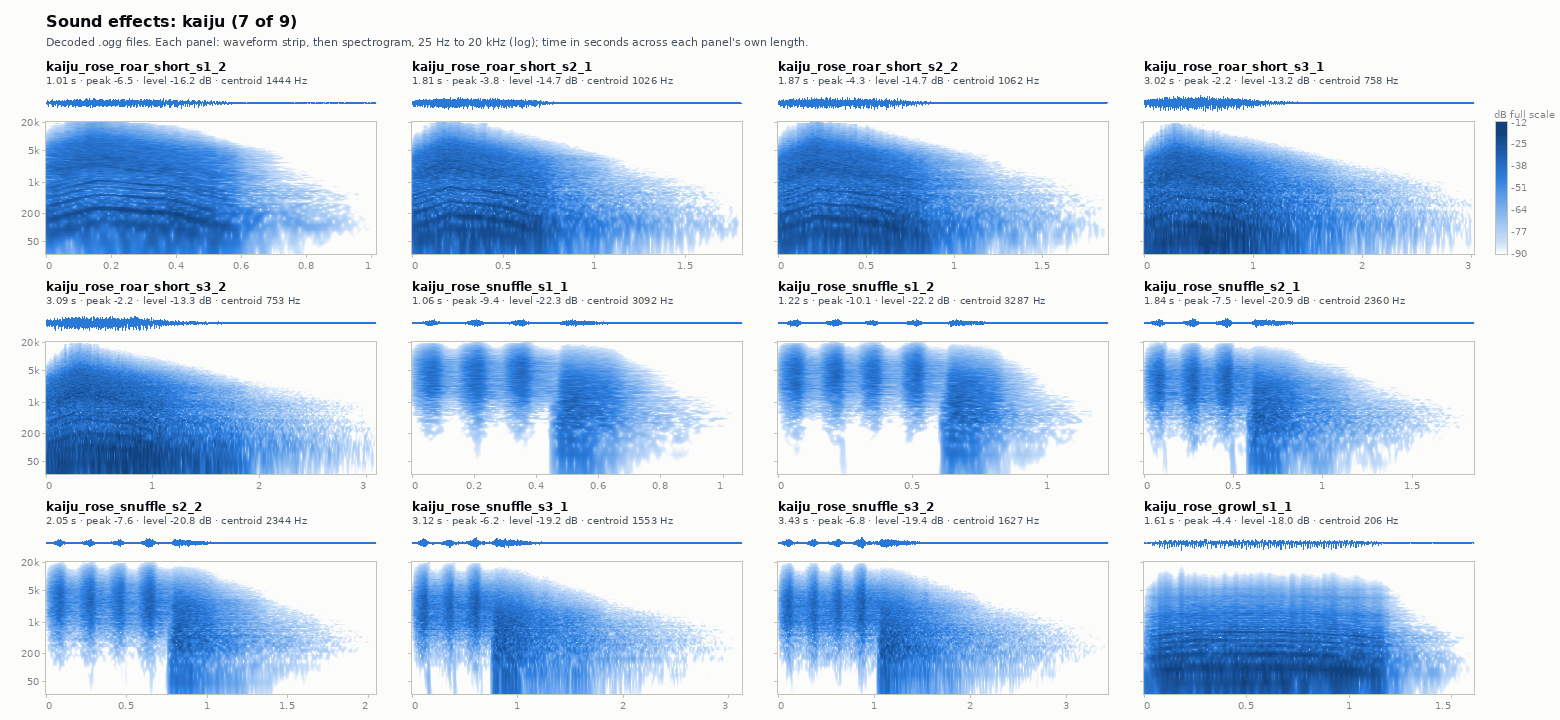 Sound effects: kaiju (7 of 9)
Decoded .ogg files. Each panel: waveform strip, then spectrogram, 25 Hz to 20 kHz (log); time in seconds across each panel's own length.
kaiju_rose_roar_short_s1_2
1.01 s · peak -6.5 · level -16.2 dB · centroid 1444 Hz
20k
5k
1k
200
50
0 0.2 0.4 0.6 0.8 1
kaiju_rose_roar_short_s2_1
1.81 s · peak -3.8 · level -14.7 dB · centroid 1026 Hz
0 0.5 1 1.5
kaiju_rose_roar_short_s2_2
1.87 s · peak -4.3 · level -14.7 dB · centroid 1062 Hz
0 0.5 1 1.5
kaiju_rose_roar_short_s3_1
3.02 s · peak -2.2 · level -13.2 dB · centroid 758 Hz
0 1 2 3
dB full scale
-12
-25
-38
-51
-64
-77
-90
kaiju_rose_roar_short_s3_2
3.09 s · peak -2.2 · level -13.3 dB · centroid 753 Hz
20k
5k
1k
200
50
0 1 2 3
kaiju_rose_snuffle_s1_1
1.06 s · peak -9.4 · level -22.3 dB · centroid 3092 Hz
0 0.2 0.4 0.6 0.8 1
kaiju_rose_snuffle_s1_2
1.22 s · peak -10.1 · level -22.2 dB · centroid 3287 Hz
0 0.5 1
kaiju_rose_snuffle_s2_1
1.84 s · peak -7.5 · level -20.9 dB · centroid 2360 Hz
0 0.5 1 1.5
kaiju_rose_snuffle_s2_2
2.05 s · peak -7.6 · level -20.8 dB · centroid 2344 Hz
20k
5k
1k
200
50
0 0.5 1 1.5 2
kaiju_rose_snuffle_s3_1
3.12 s · peak -6.2 · level -19.2 dB · centroid 1553 Hz
0 1 2 3
kaiju_rose_snuffle_s3_2
3.43 s · peak -6.8 · level -19.4 dB · centroid 1627 Hz
0 1 2 3
kaiju_rose_growl_s1_1
1.61 s · peak -4.4 · level -18.0 dB · centroid 206 Hz
0 0.5 1 1.5